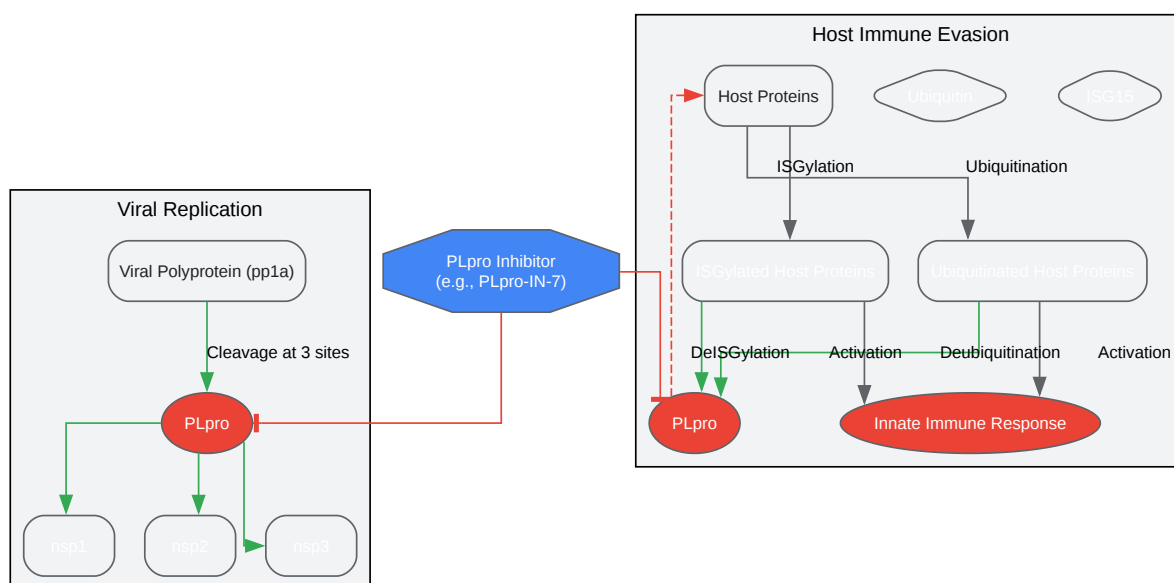 Host Immune Evasion
Host Proteins
Ubiquitin
ISG15
ISGylation
Ubiquitination
Viral Replication
Viral Polyprotein (pp1a)
PLpro Inhibitor
(e.g., PLpro-IN-7)
ISGylated Host Proteins
Ubiquitinated Host Proteins
Cleavage at 3 sites
DeISGylation
Activation
Deubiquitination
Activation
PLpro
PLpro
Innate Immune Response
nsp1
nsp2
nsp3